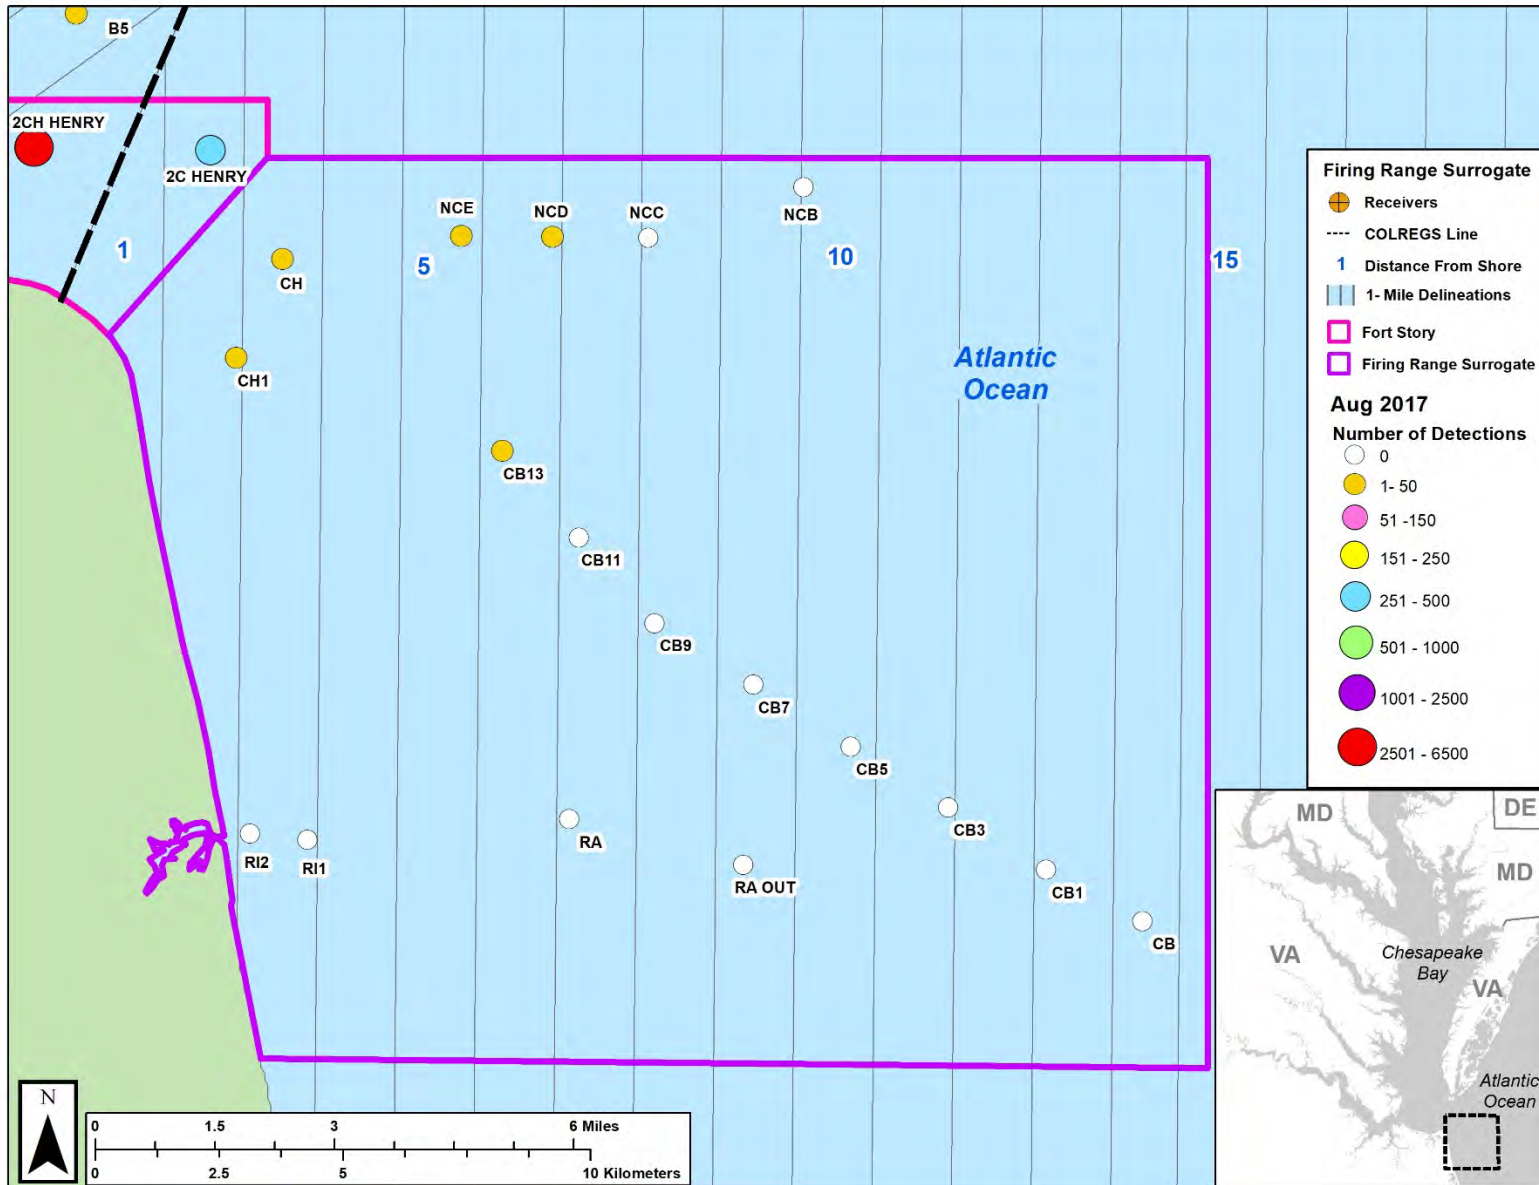 B5
2CH HENRY
2C HENRY
1
CH
NCE
5
NCD
NCC
NCB
10
15
CH1
Atlantic
Ocean
CB13
CB11
CB9
CB7
CB5
CB3
CB1
CB
RI2
RI1
RA
RA OUT
N
0 1.5 3 6 Miles
0 2.5 5 10 Kilometers
Firing Range Surrogate
Receivers
COLREGS Line
1 Distance From Shore
1- Mile Delineations
Fort Story
Firing Range Surrogate
Aug 2017
Number of Detections
0
1- 50
51 -150
151 - 250
251 - 500
501 - 1000
1001 - 2500
2501 - 6500
MD
DE
MD
VA
Chesapeake
Bay
VA
Atlantic
Ocean